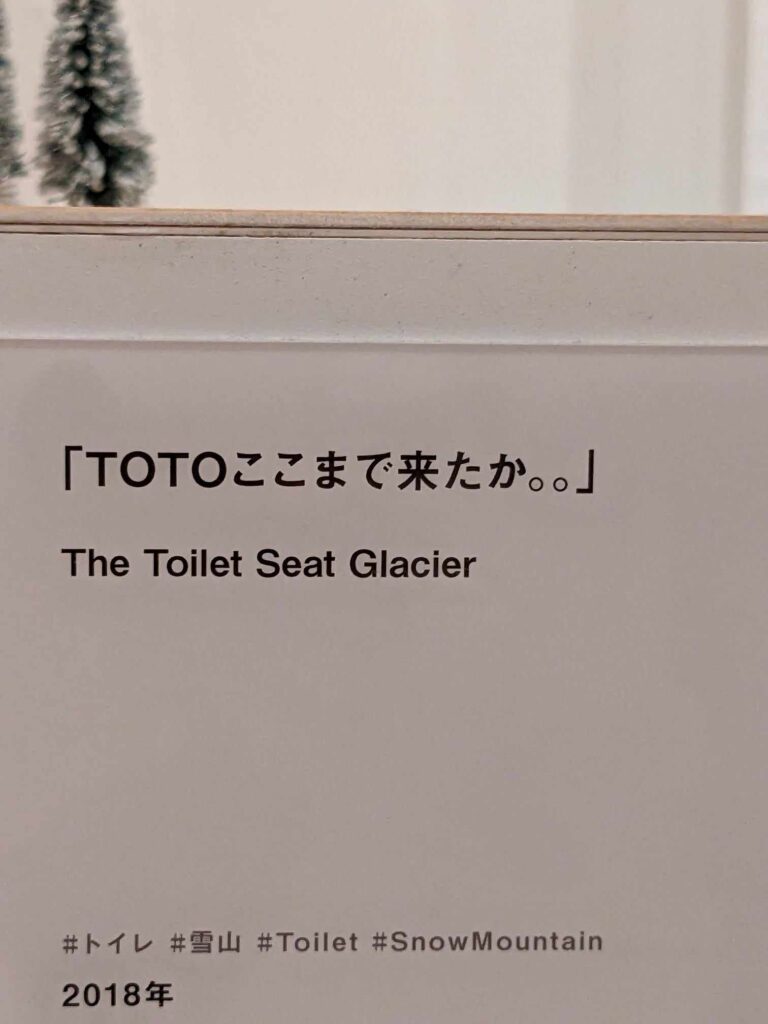 「TOTOここまで来たか。。」
The Toilet Seat Glacier
#トイレ #雪山 #Toilet #SnowMountain
2018年